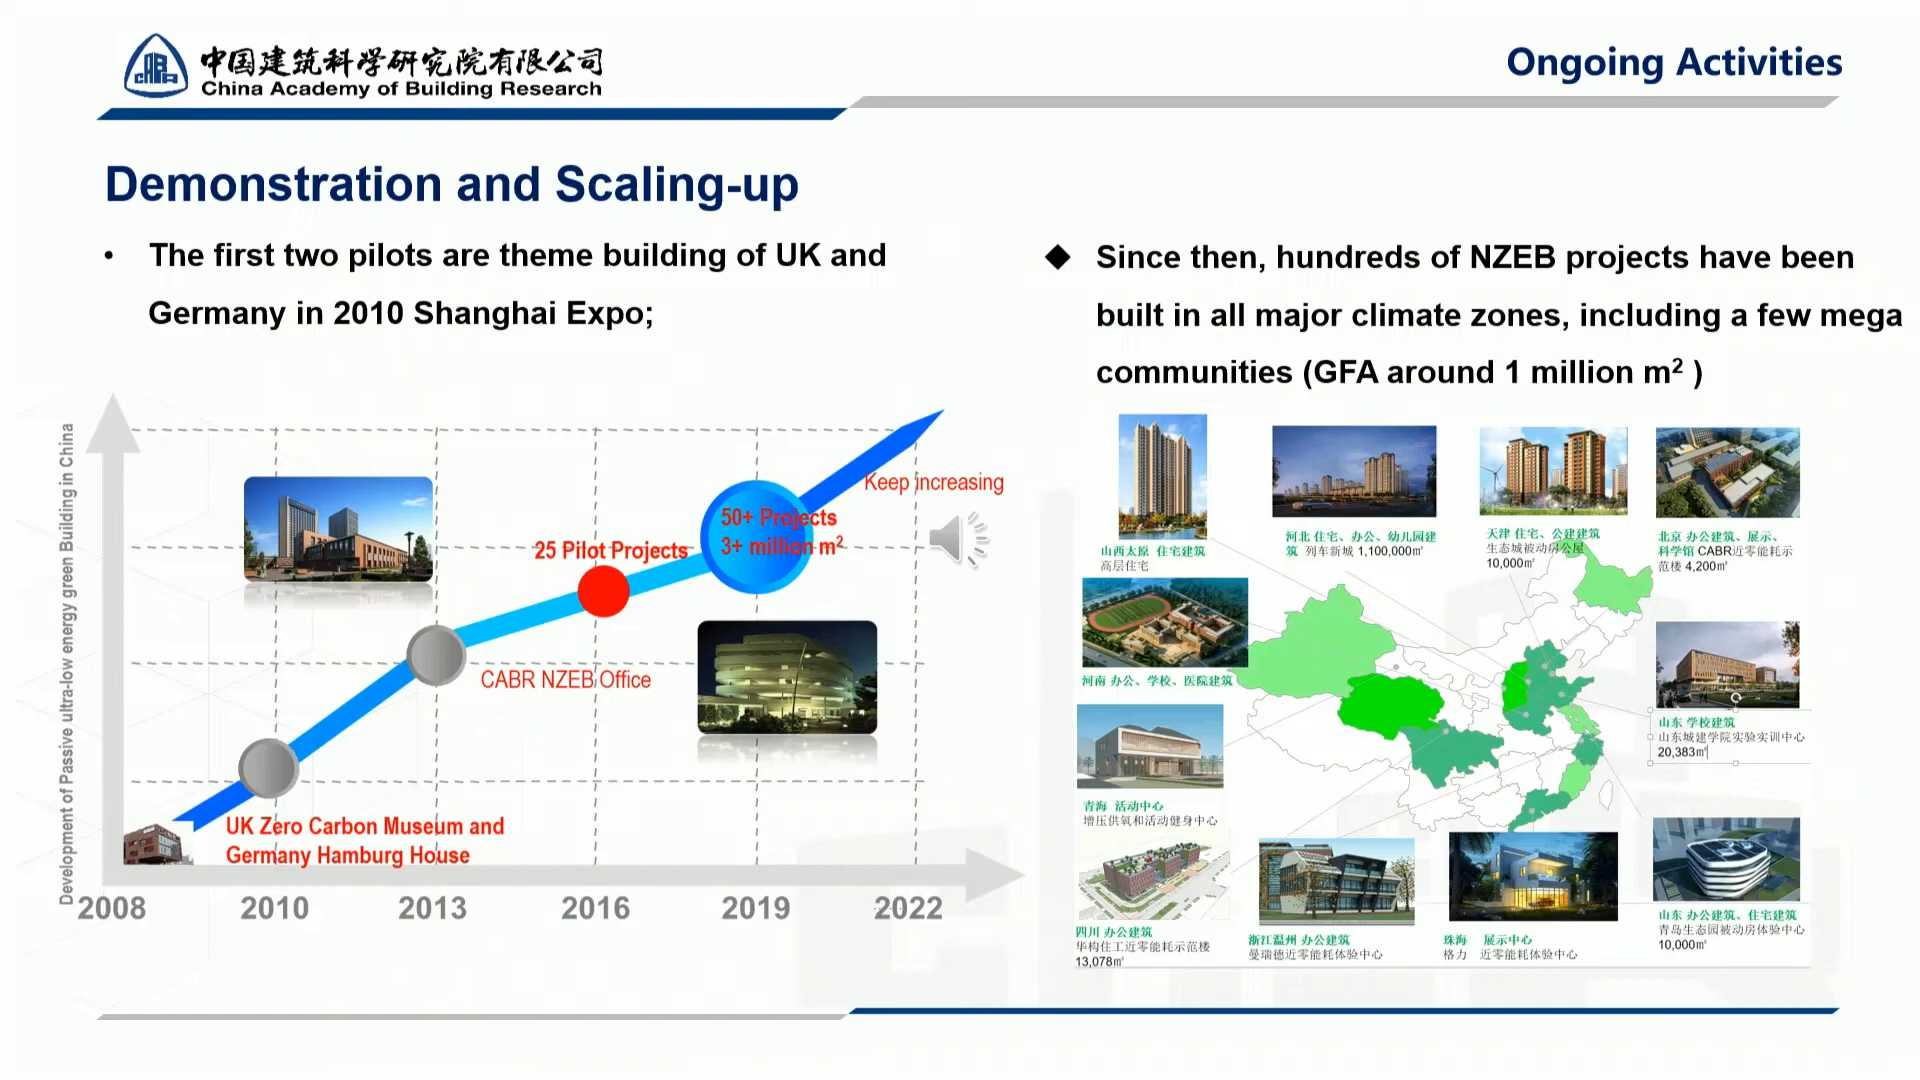 中国建筑科学研究院有限公司
China Academy of Building Research
Ongoing Activities
Demonstration and Scaling-up
• The first two pilots are theme building of UK and
Germany in 2010 Shanghai Expo;
◆ Since then, hundreds of NZEB projects have been
built in all major climate zones, including a few mega
communities (GFA around 1 million m² )
Development of Passive ultra-low energy green Building in China
Keep increasing
50+ Projects
3+ million m²
25 Pilot Projects
CABR NZEB Office
UK Zero Carbon Museum and
Germany Hamburg House
2008 2010 2013 2016 2019 2022
山西太原 住宅建筑
高层住宅
河北 住宅、办公、幼儿园建
筑 列车新城 1,100,000㎡
天津 住宅、公建建筑
生态城被动房公屋
10,000㎡
北京 办公建筑、展示、
科学馆 CABR近零能耗示
范楼 4,200㎡
河南 办公、学校、医院建筑
山东 学校建筑
山东城建学院实验实训中心
20,383㎡
青海 活动中心
增压供氧和活动健身中心
四川 办公建筑
华构住工近零能耗示范楼
13,078㎡
浙江温州 办公建筑
曼瑞德近零能耗体验中心
珠海 展示中心
格力 近零能耗体验中心
山东 办公建筑、住宅建筑
青岛生态园被动房体验中心
10,000㎡